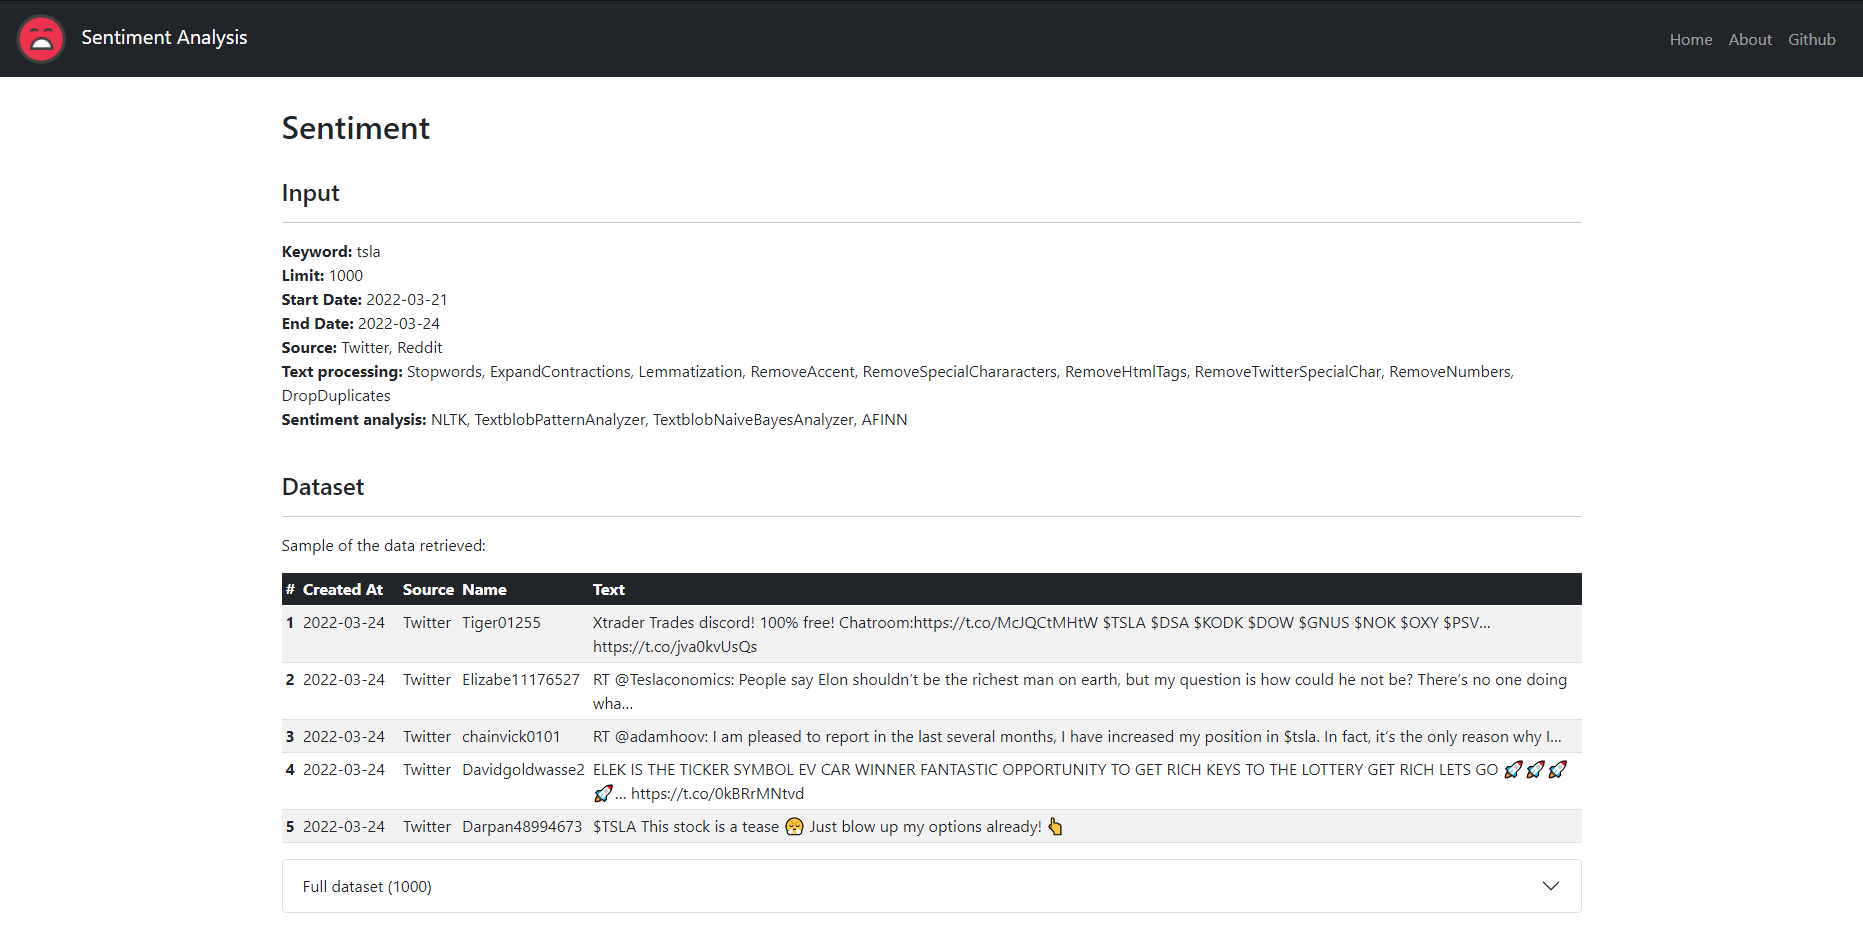 Sentiment Analysis
Home About Github
Sentiment
Input
Keyword: tsla
Limit: 1000
Start Date: 2022-03-21
End Date: 2022-03-24
Source: Twitter, Reddit
Text processing: Stopwords, ExpandContractions, Lemmatization, RemoveAccent, RemoveSpecialChararacters, RemoveHtmlTags, RemoveTwitterSpecialChar, RemoveNumbers,
DropDuplicates
Sentiment analysis: NLTK, TextblobPatternAnalyzer, TextblobNaiveBayesAnalyzer, AFINN
Dataset
Sample of the data retrieved:
# Created At Source Name Text
1 2022-03-24 Twitter Tiger01255 Xtrader Trades discord! 100% free! Chatroom:https://t.co/McJQCtMHtW $TSLA $DSA $KODK $DOW $GNUS $NOK $OXY $PSV…
https://t.co/jva0kvUsQs
2 2022-03-24 Twitter Elizabe11176527 RT @Teslaconomics: People say Elon shouldn’t be the richest man on earth, but my question is how could he not be? There’s no one doing
wha…
3 2022-03-24 Twitter chainvick0101 RT @adamhoov: I am pleased to report in the last several months, I have increased my position in $tsla. In fact, it’s the only reason why I…
4 2022-03-24 Twitter Davidgoldwasse2 ELEK IS THE TICKER SYMBOL EV CAR WINNER FANTASTIC OPPORTUNITY TO GET RICH KEYS TO THE LOTTERY GET RICH LETS GO 🚀🚀🚀
🚀… https://t.co/0kBRrMNtvd
5 2022-03-24 Twitter Darpan48994673 $TSLA This stock is a tease 😤 Just blow up my options already! 👆
Full dataset (1000)